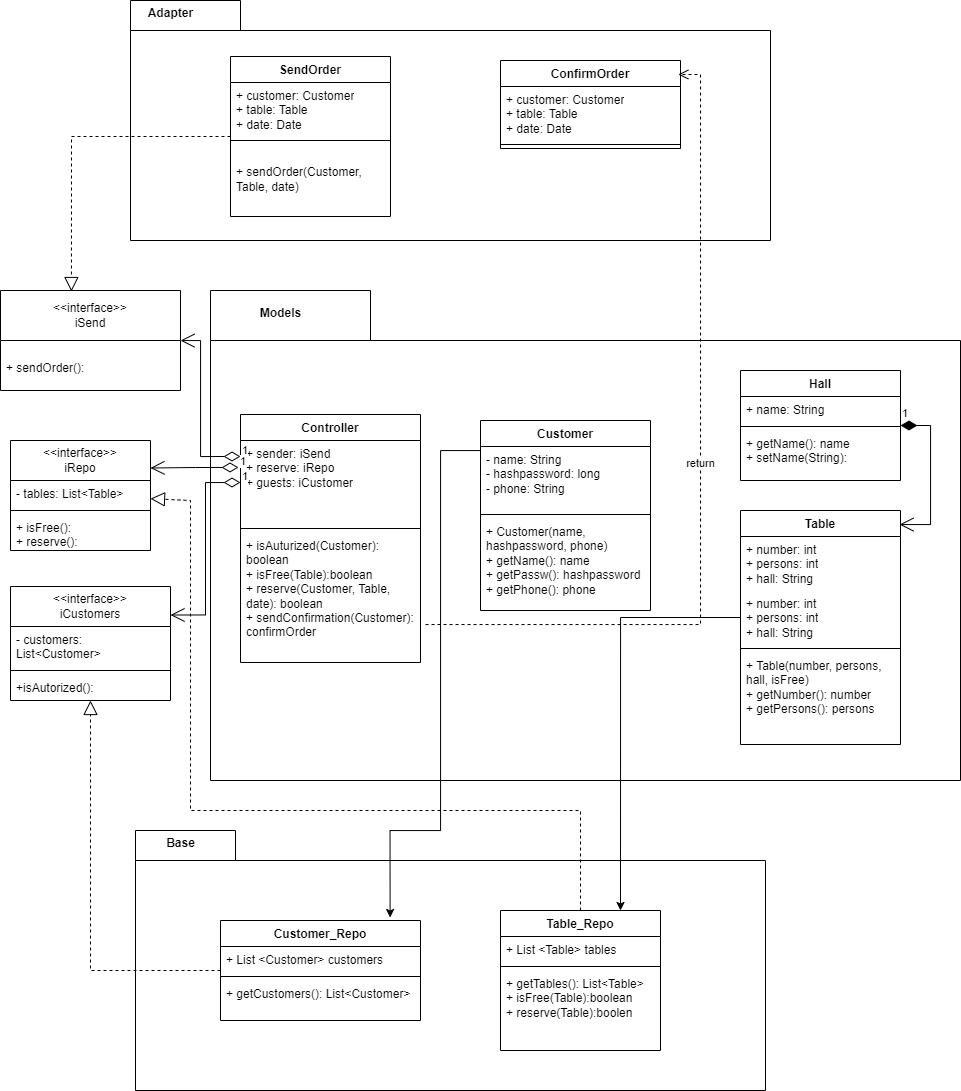 Adapter
SendOrder
+ customer: Customer
+ table: Table
+ date: Date
+ sendOrder(Customer,
Table, date)
ConfirmOrder
+ customer: Customer
+ table: Table
+ date: Date
<<interface>>
iSend
+ sendOrder():
Models
<<interface>>
iRepo
- tables: List<Table>
+ isFree():
+ reserve():
<<interface>>
iCustomers
- customers:
List<Customer>
+isAutorized():
Controller
1
+ sender: iSend
1
+ reserve: iRepo
1
+ guests: iCustomer
+ isAuturized(Customer):
boolean
+ isFree(Table):boolean
+ reserve(Customer, Table,
date): boolean
+ sendConfirmation(Customer):
confirmOrder
Customer
- name: String
- hashpassword: long
- phone: String
+ Customer(name,
hashpassword, phone)
+ getName(): name
+ getPassw(): hashpassword
+ getPhone(): phone
return
Hall
+ name: String
1
+ getName(): name
+ setName(String):
Table
+ number: int
+ persons: int
+ hall: String
+ number: int
+ persons: int
+ hall: String
+ Table(number, persons,
hall, isFree)
+ getNumber(): number
+ getPersons(): persons
Base
Customer_Repo
+ List <Customer> customers
+ getCustomers(): List<Customer>
Table_Repo
+ List <Table> tables
+ getTables(): List<Table>
+ isFree(Table):boolean
+ reserve(Table):boolen